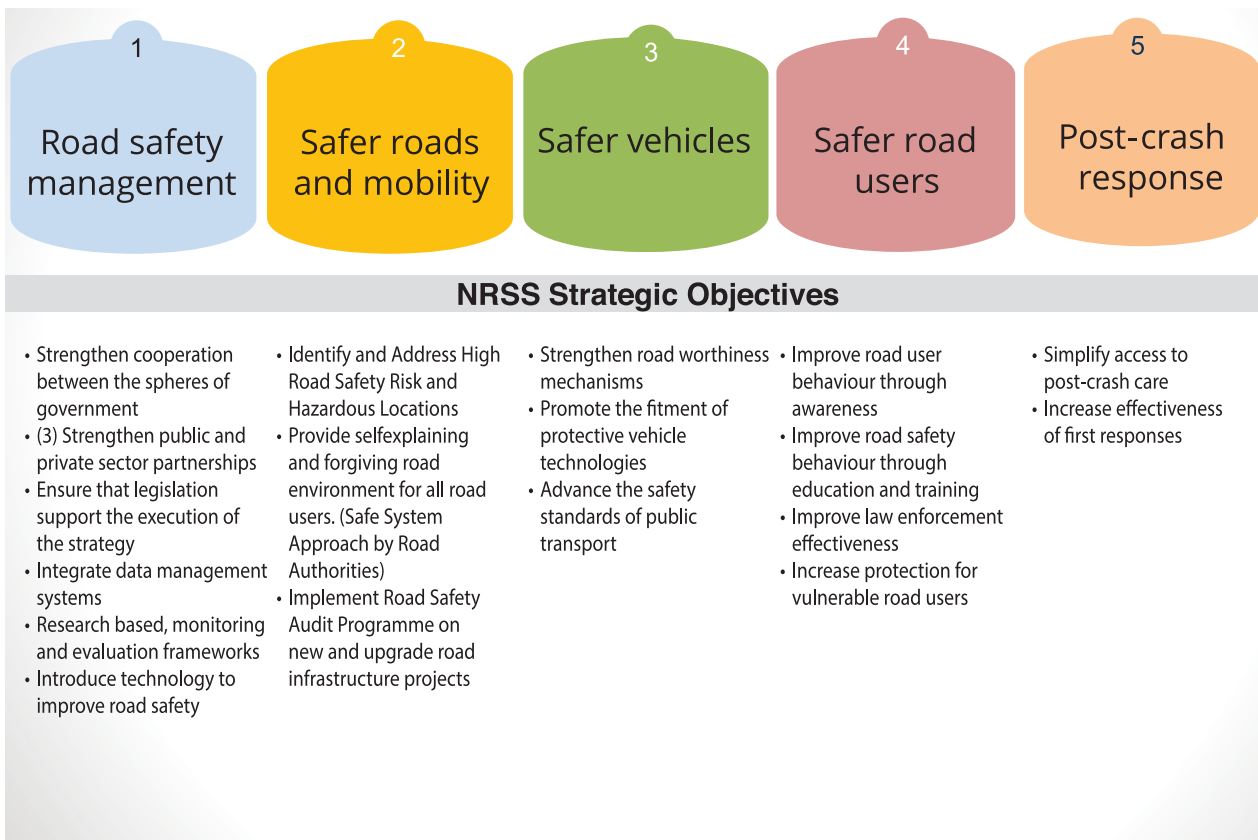 1
Road safety
management
2
Safer roads
and mobility
3
Safer vehicles
4
Safer road
users
5
Post-crash
response
NRSS Strategic Objectives
• Strengthen cooperation
between the spheres of
government
• (3) Strengthen public and
private sector partnerships
• Ensure that legislation
support the execution of
the strategy
• Integrate data management
systems
• Research based, monitoring
and evaluation frameworks
• Introduce technology to
improve road safety
• Identify and Address High
Road Safety Risk and
Hazardous Locations
• Provide selfexplaining
and forgiving road
environment for all road
users. (Safe System
Approach by Road
Authorities)
• Implement Road Safety
Audit Programme on
new and upgrade road
infrastructure projects
• Strengthen road worthiness
mechanisms
• Promote the fitment of
protective vehicle
technologies
• Advance the safety
standards of public
transport
• Improve road user
behaviour through
awareness
• Improve road safety
behaviour through
education and training
• Improve law enforcement
effectiveness
• Increase protection for
vulnerable road users
• Simplify access to
post-crash care
• Increase effectiveness
of first responses